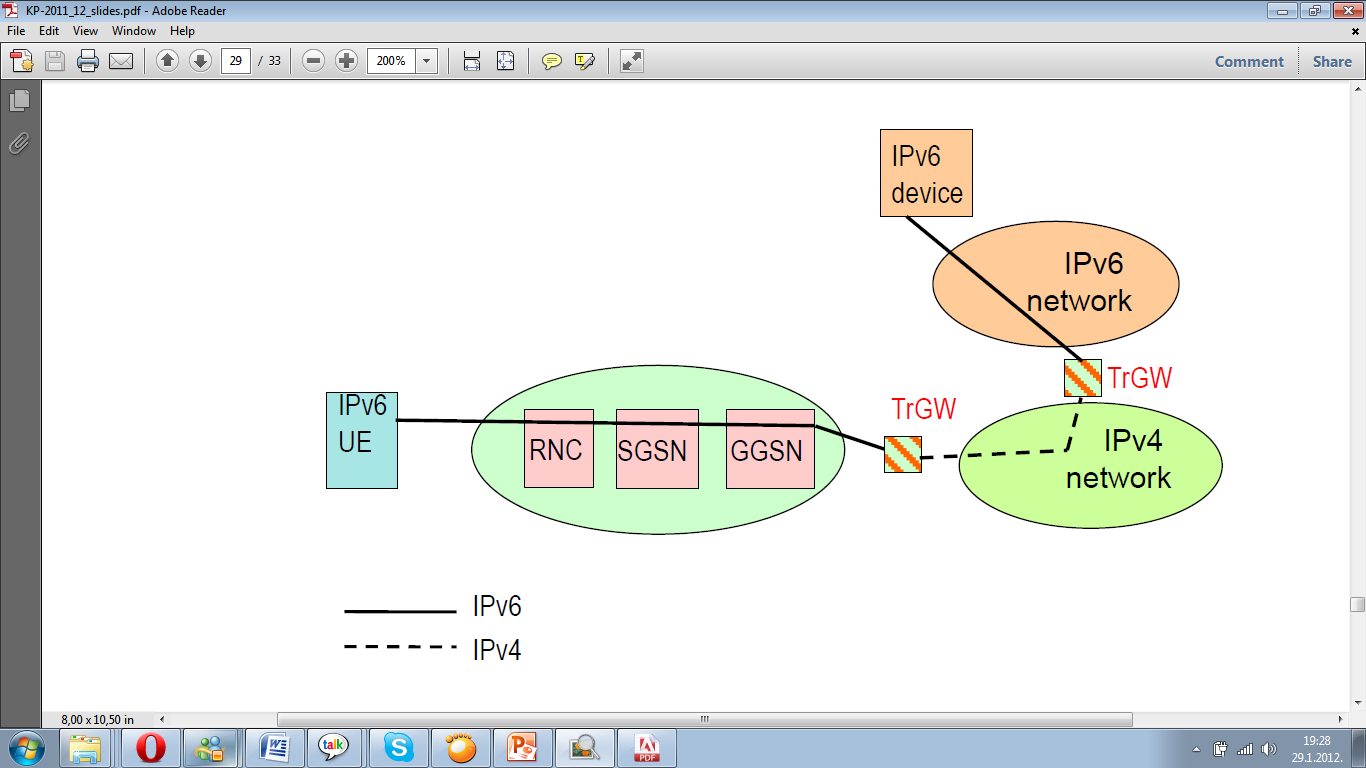 KP-2011_12_slides.pdf - Adobe Reader
File Edit View Window Help
29 / 33 200% Comment Share
IPv6
device
IPv6
network
TrGW
TrGW
IPv6
UE
RNC SGSN GGSN
IPv4
network
IPv6
IPv4
8,00 x 10,50 in
W talk S P PDF
19:28
29.1.2012.